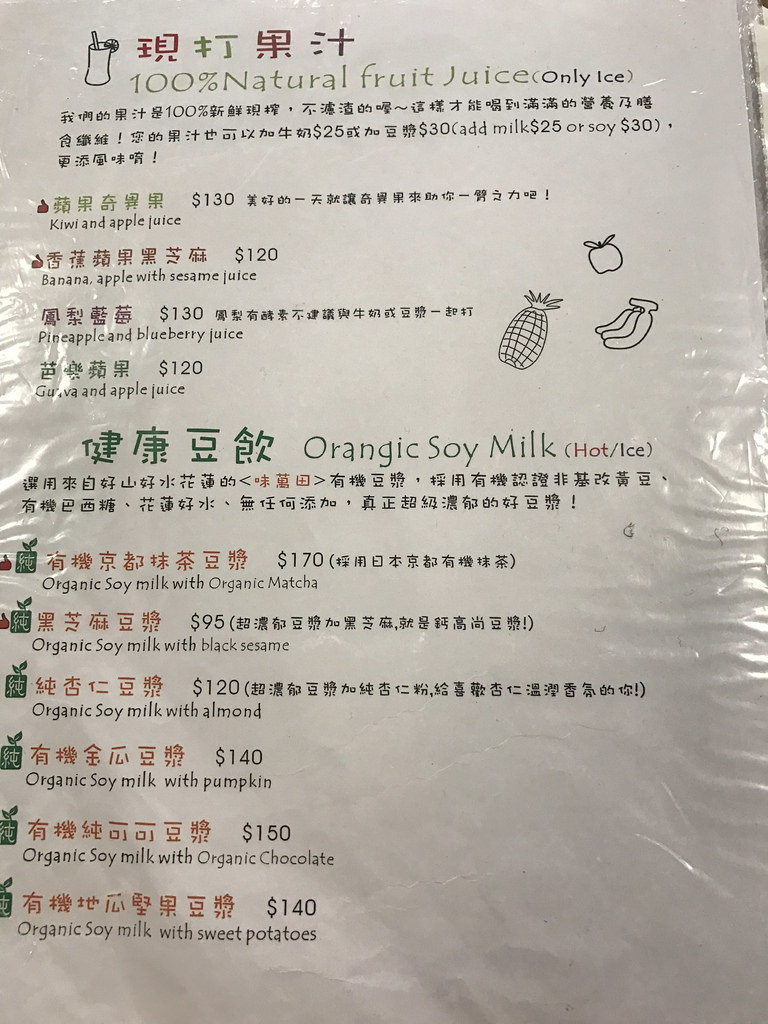 現打果汁
100%Natural fruit Juice(Only Ice)
我們的果汁是100%新鮮現榨，不濾渣的喔～這樣才能喝到滿滿的營養及膳
食纖維！您的果汁也可以加牛奶$25或加豆漿$30(add milk$25 or soy $30)，
更添風味唷！
蘋果奇異果 $130 美好的一天就讓奇異果來助你一臂之力吧！
Kiwi and apple juice
香蕉蘋果黑芝麻 $120
Banana, apple with sesame juice
鳳梨藍莓 $130 鳳梨有酵素不建議與牛奶或豆漿一起打
Pineapple and blueberry juice
芭樂蘋果 $120
Guava and apple juice
健康豆飲 Orangic Soy Milk (Hot/Ice)
選用來自好山好水花蓮的<味萬田>有機豆漿，採用有機認證非基改黃豆、
有機巴西糖、花蓮好水、無任何添加，真正超級濃郁的好豆漿！
純 有機京都抹茶豆漿 $170 (採用日本京都有機抹茶)
Organic Soy milk with Organic Matcha
純 黑芝麻豆漿 $95 (超濃郁豆漿加黑芝麻,就是鈣高尚豆漿!)
Organic Soy milk with black sesame
純 純杏仁豆漿 $120 (超濃郁豆漿加純杏仁粉,給喜歡杏仁溫潤香氛的你!)
Organic Soy milk with almond
純 有機金瓜豆漿 $140
Organic Soy milk with pumpkin
純 有機純可可豆漿 $150
Organic Soy milk with Organic Chocolate
純 有機地瓜堅果豆漿 $140
Organic Soy milk with sweet potatoes